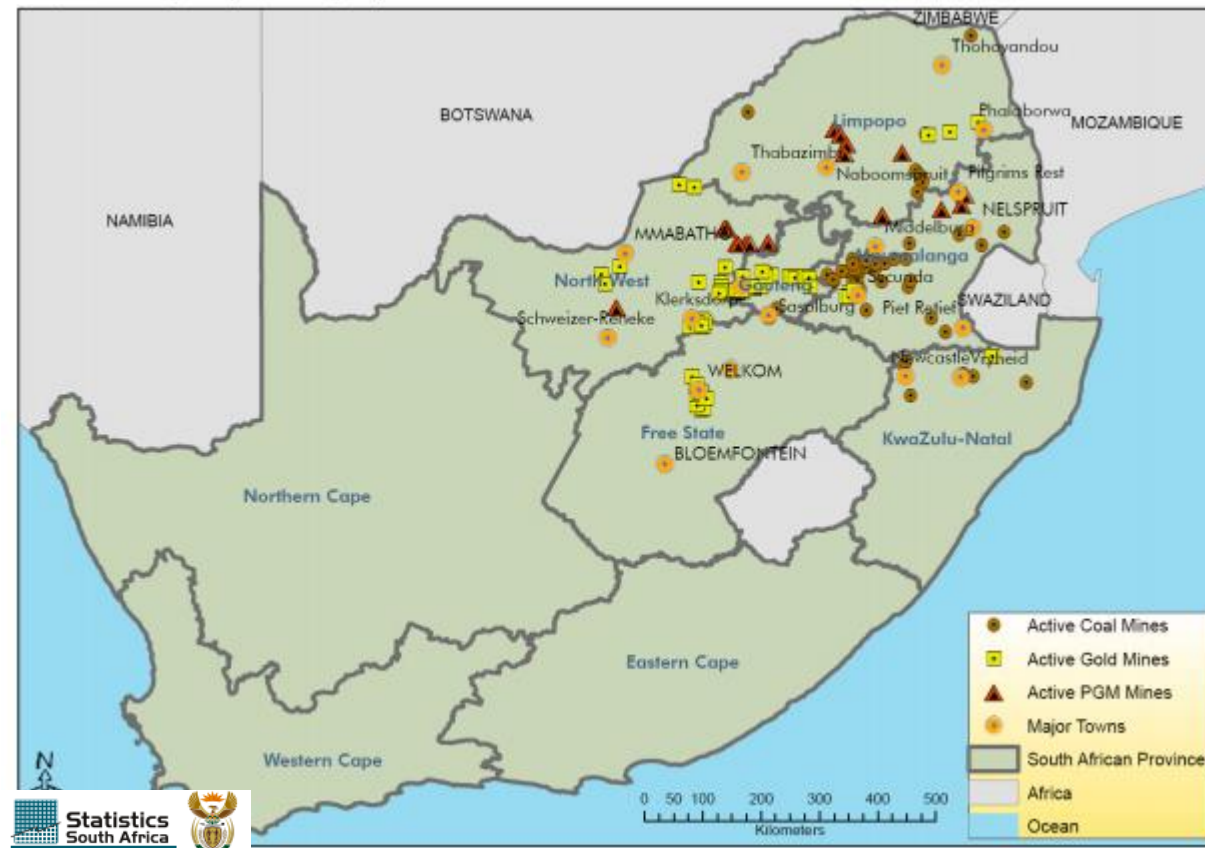 ZIMBABWE
Thohoyandou
BOTSWANA
Phalaborwa
MOZAMBIQUE
Limpopo
Thabazimbi
Naboomspruit
Pilgrims Rest
NAMIBIA
NELSPRUIT
MMABATHO
Middelburg
Mpumalanga
North West
Gauteng
Secunda
Klerksdorp
Sasolburg
Piet Retief
SWAZILAND
Schweizer-Reneke
Newcastle
Vryheid
WELKOM
Free State
KwaZulu-Natal
BLOEMFONTEIN
Northern Cape
Eastern Cape
Western Cape
N
Statistics
South Africa
0 50 100 200 300 400 500
Kilometers
Active Coal Mines
Active Gold Mines
Active PGM Mines
Major Towns
South African Province
Africa
Ocean